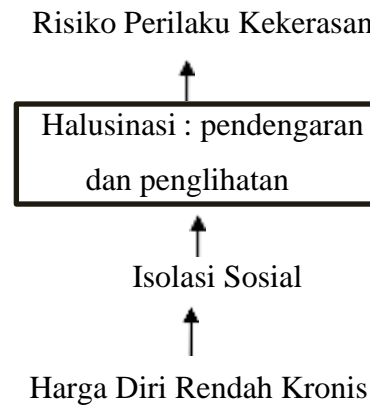 Risiko Perilaku Kekerasan
Halusinasi : pendengaran
dan penglihatan
Isolasi Sosial
Harga Diri Rendah Kronis